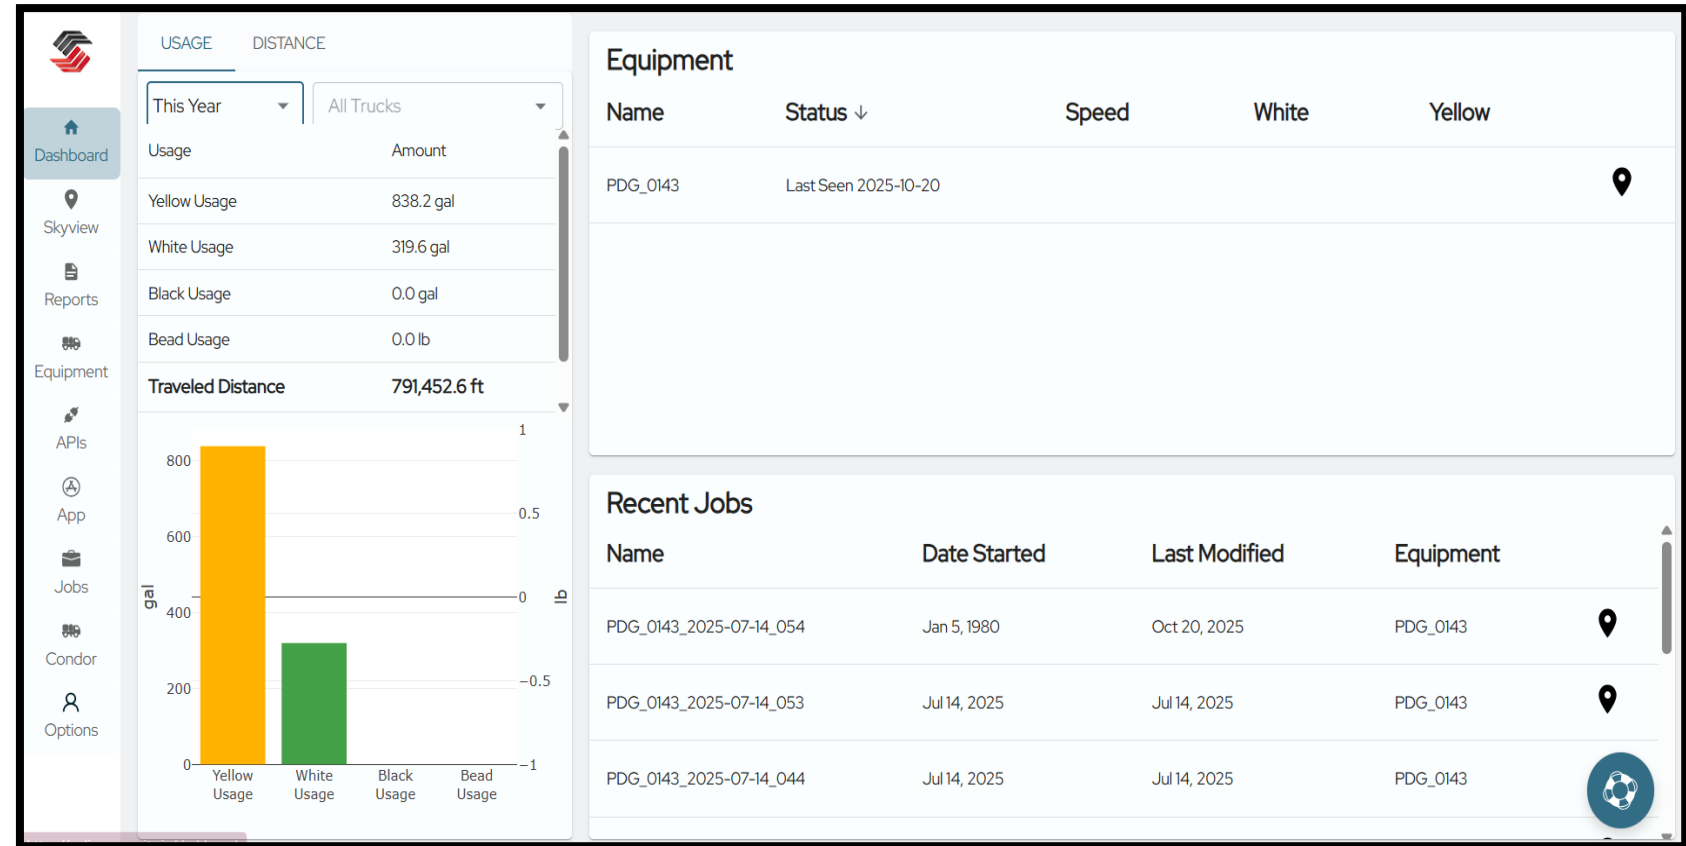 USAGE DISTANCE
This Year All Trucks
Usage Amount
Yellow Usage 838.2 gal
White Usage 319.6 gal
Black Usage 0.0 gal
Bead Usage 0.0 lb
Traveled Distance 791,452.6 ft
1
800
0.5
600
gal 0 lb
400
-0.5
200
0 -1
Yellow Usage
White Usage
Black Usage
Bead Usage
Dashboard
Skyview
Reports
Equipment
APIs
App
Jobs
Condor
Options
Equipment
Name Status ↓ Speed White Yellow
PDG_0143 Last Seen 2025-10-20
Recent Jobs
Name Date Started Last Modified Equipment
PDG_0143_2025-07-14_054 Jan 5, 1980 Oct 20, 2025 PDG_0143
PDG_0143_2025-07-14_053 Jul 14, 2025 Jul 14, 2025 PDG_0143
PDG_0143_2025-07-14_044 Jul 14, 2025 Jul 14, 2025 PDG_0143